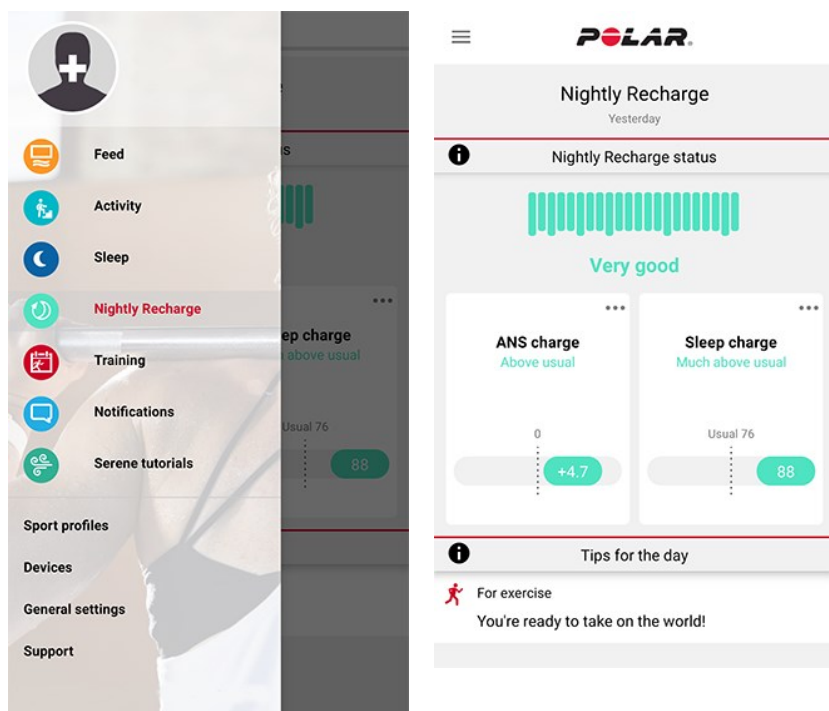 Feed
Activity
Sleep
Nightly Recharge
Training
Notifications
Serene tutorials
Sport profiles
Devices
General settings
Support
s
ep charge
above usual
Usual 76
88
POLAR.
Nightly Recharge
Yesterday
Nightly Recharge status
Very good
ANS charge
Above usual
0
+4.7
Sleep charge
Much above usual
Usual 76
88
Tips for the day
For exercise
You're ready to take on the world!